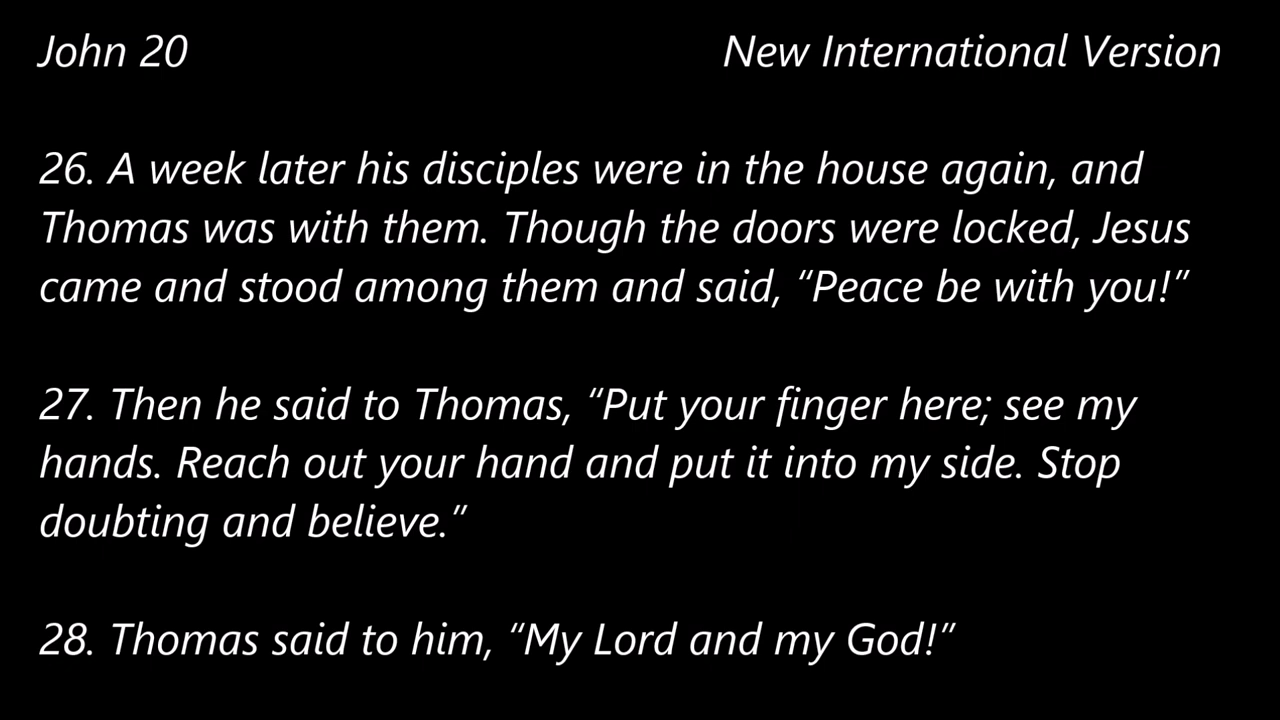 John 20 New International Version
26. A week later his disciples were in the house again, and
Thomas was with them. Though the doors were locked, Jesus
came and stood among them and said, “Peace be with you!”
27. Then he said to Thomas, “Put your finger here; see my
hands. Reach out your hand and put it into my side. Stop
doubting and believe.”
28. Thomas said to him, “My Lord and my God!”